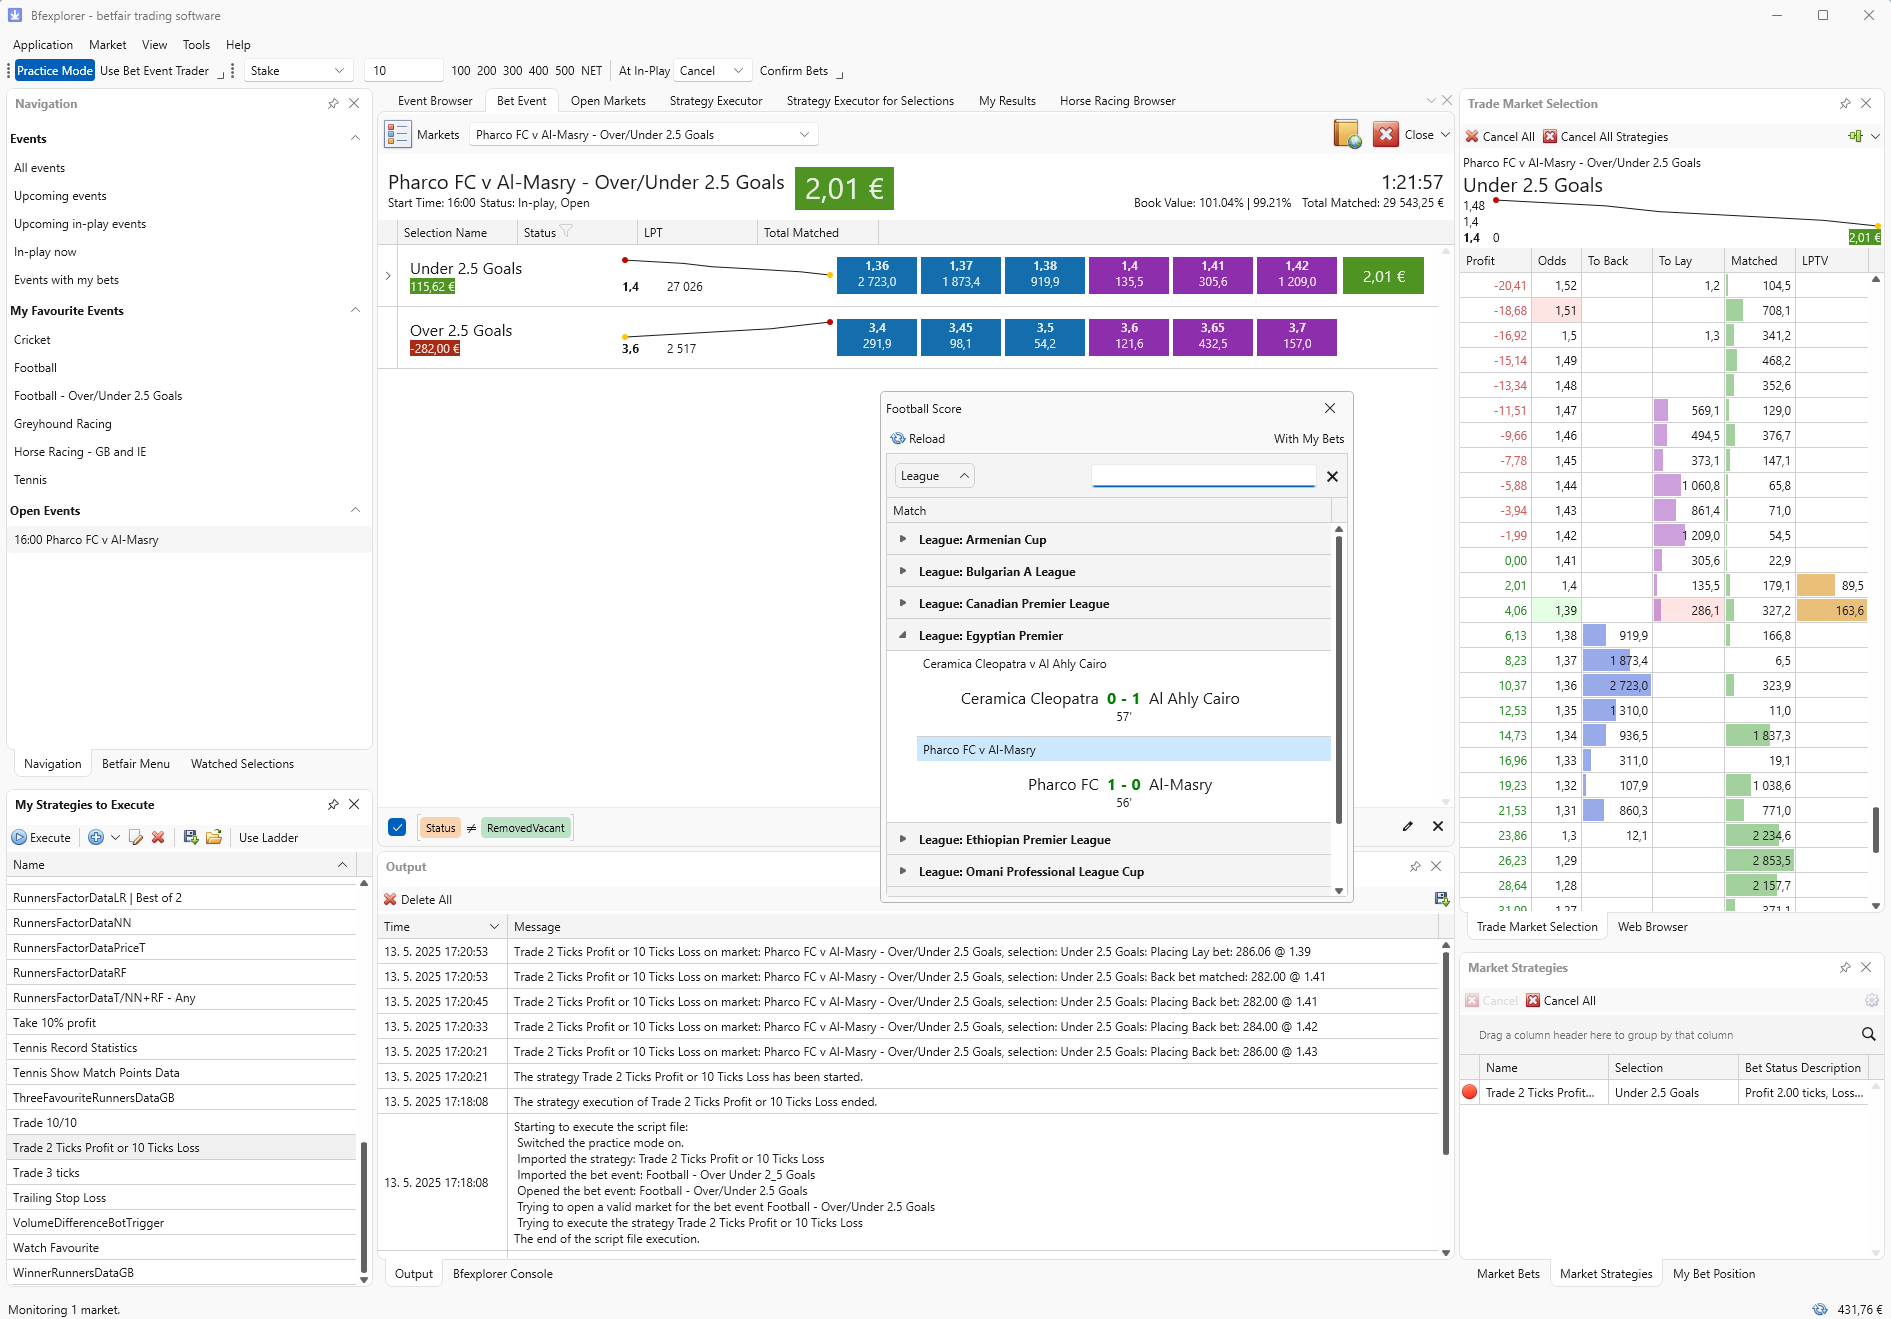 Bfexplorer - betfair trading software
Application Market View Tools Help
Practice Mode Use Bet Event Trader Stake 10 100 200 300 400 500 NET At In-Play Cancel Confirm Bets
Navigation
Events
All events
Upcoming events
Upcoming in-play events
In-play now
Events with my bets
My Favourite Events
Cricket
Football
Football - Over/Under 2.5 Goals
Greyhound Racing
Horse Racing - GB and IE
Tennis
Open Events
16:00 Pharco FC v Al-Masry
Navigation Betfair Menu Watched Selections
My Strategies to Execute
Execute Use Ladder
Name
RunnersFactorDataLR | Best of 2
RunnersFactorDataNN
RunnersFactorDataPriceT
RunnersFactorDataRF
RunnersFactorDataT/NN+RF - Any
Take 10% profit
Tennis Record Statistics
Tennis Show Match Points Data
ThreeFavouriteRunnersDataGB
Trade 10/10
Trade 2 Ticks Profit or 10 Ticks Loss
Trade 3 ticks
Trailing Stop Loss
VolumeDifferenceBotTrigger
Watch Favourite
WinnerRunnersDataGB
Monitoring 1 market.
Event Browser Bet Event Open Markets Strategy Executor Strategy Executor for Selections My Results Horse Racing Browser
Markets Pharco FC v Al-Masry - Over/Under 2.5 Goals Close
Pharco FC v Al-Masry - Over/Under 2.5 Goals 2,01 € 1:21:57
Start Time: 16:00 Status: In-play, Open Book Value: 101.04% | 99.21% Total Matched: 29 543,25 €
Selection Name Status LPT Total Matched
Under 2.5 Goals 1,36 1,37 1,38 1,4 1,41 1,42 2,01 €
115,62 € 1,4 27 026 2 723,0 1 873,4 919,9 135,5 305,6 1 209,0
Over 2.5 Goals 3,4 3,45 3,5 3,6 3,65 3,7
-282,00 € 3,6 2 517 291,9 98,1 54,2 121,6 432,5 157,0
Football Score
Reload With My Bets
League
Match
League: Armenian Cup
League: Bulgarian A League
League: Canadian Premier League
League: Egyptian Premier
Ceramica Cleopatra v Al Ahly Cairo
Ceramica Cleopatra 0 - 1 Al Ahly Cairo
57'
Pharco FC v Al-Masry
Pharco FC 1 - 0 Al-Masry
56'
League: Ethiopian Premier League
League: Omani Professional League Cup
Status ≠ RemovedVacant
Output
Delete All
Time Message
13. 5. 2025 17:20:53 Trade 2 Ticks Profit or 10 Ticks Loss on market: Pharco FC v Al-Masry - Over/Under 2.5 Goals, selection: Under 2.5 Goals: Placing Lay bet: 286.06 @ 1.39
13. 5. 2025 17:20:53 Trade 2 Ticks Profit or 10 Ticks Loss on market: Pharco FC v Al-Masry - Over/Under 2.5 Goals, selection: Under 2.5 Goals: Back bet matched: 282.00 @ 1.41
13. 5. 2025 17:20:45 Trade 2 Ticks Profit or 10 Ticks Loss on market: Pharco FC v Al-Masry - Over/Under 2.5 Goals, selection: Under 2.5 Goals: Placing Back bet: 282.00 @ 1.41
13. 5. 2025 17:20:33 Trade 2 Ticks Profit or 10 Ticks Loss on market: Pharco FC v Al-Masry - Over/Under 2.5 Goals, selection: Under 2.5 Goals: Placing Back bet: 284.00 @ 1.42
13. 5. 2025 17:20:21 Trade 2 Ticks Profit or 10 Ticks Loss on market: Pharco FC v Al-Masry - Over/Under 2.5 Goals, selection: Under 2.5 Goals: Placing Back bet: 286.00 @ 1.43
13. 5. 2025 17:20:21 The strategy Trade 2 Ticks Profit or 10 Ticks Loss has been started.
13. 5. 2025 17:18:08 The strategy execution of Trade 2 Ticks Profit or 10 Ticks Loss ended.
Starting to execute the script file:
Switched the practice mode on.
Imported the strategy: Trade 2 Ticks Profit or 10 Ticks Loss
Imported the bet event: Football - Over Under 2_5 Goals
13. 5. 2025 17:18:08 Opened the bet event: Football - Over/Under 2.5 Goals
Trying to open a valid market for the bet event Football - Over/Under 2.5 Goals
Trying to execute the strategy Trade 2 Ticks Profit or 10 Ticks Loss
The end of the script file execution.
Output Bfexplorer Console
Trade Market Selection
Cancel All Cancel All Strategies
Pharco FC v Al-Masry - Over/Under 2.5 Goals
Under 2.5 Goals
1,48
1,4
1,4 0 2,01 €
Profit Odds To Back To Lay Matched LPTV
-20,41 1,52 1,2 104,5
-18,68 1,51 708,1
-16,92 1,5 1,3 341,2
-15,14 1,49 468,2
-13,34 1,48 352,6
-11,51 1,47 569,1 129,0
-9,66 1,46 494,5 376,7
-7,78 1,45 373,1 147,1
-5,88 1,44 1 060,8 65,8
-3,94 1,43 861,4 71,0
-1,99 1,42 1 209,0 54,5
0,00 1,41 305,6 22,9
2,01 1,4 135,5 179,1 89,5
4,06 1,39 286,1 327,2 163,6
6,13 1,38 919,9 166,8
8,23 1,37 1 873,4 6,5
10,37 1,36 2 723,0 323,9
12,53 1,35 1 310,0 11,0
14,73 1,34 936,5 1 837,3
16,96 1,33 311,0 19,1
19,23 1,32 107,9 1 038,6
21,53 1,31 860,3 771,0
23,86 1,3 12,1 2 234,6
26,23 1,29 2 853,5
28,64 1,28 2 157,7
31,09 1,27 371,1
Trade Market Selection Web Browser
Market Strategies
Cancel Cancel All
Drag a column header here to group by that column
Name Selection Bet Status Description
Trade 2 Ticks Profit... Under 2.5 Goals Profit 2.00 ticks, Loss...
Market Bets Market Strategies My Bet Position
431,76 €